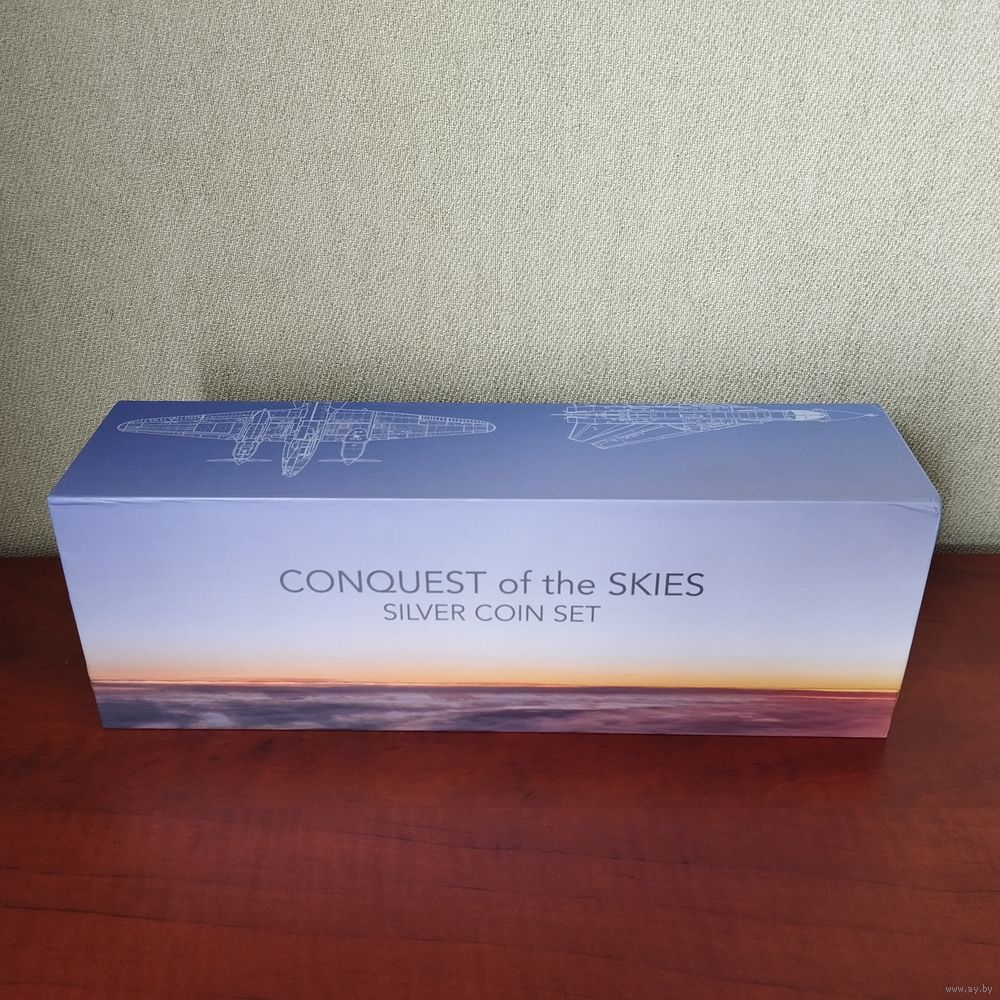 CONQUEST of the SKIES
SILVER COIN SET
www.ay.by